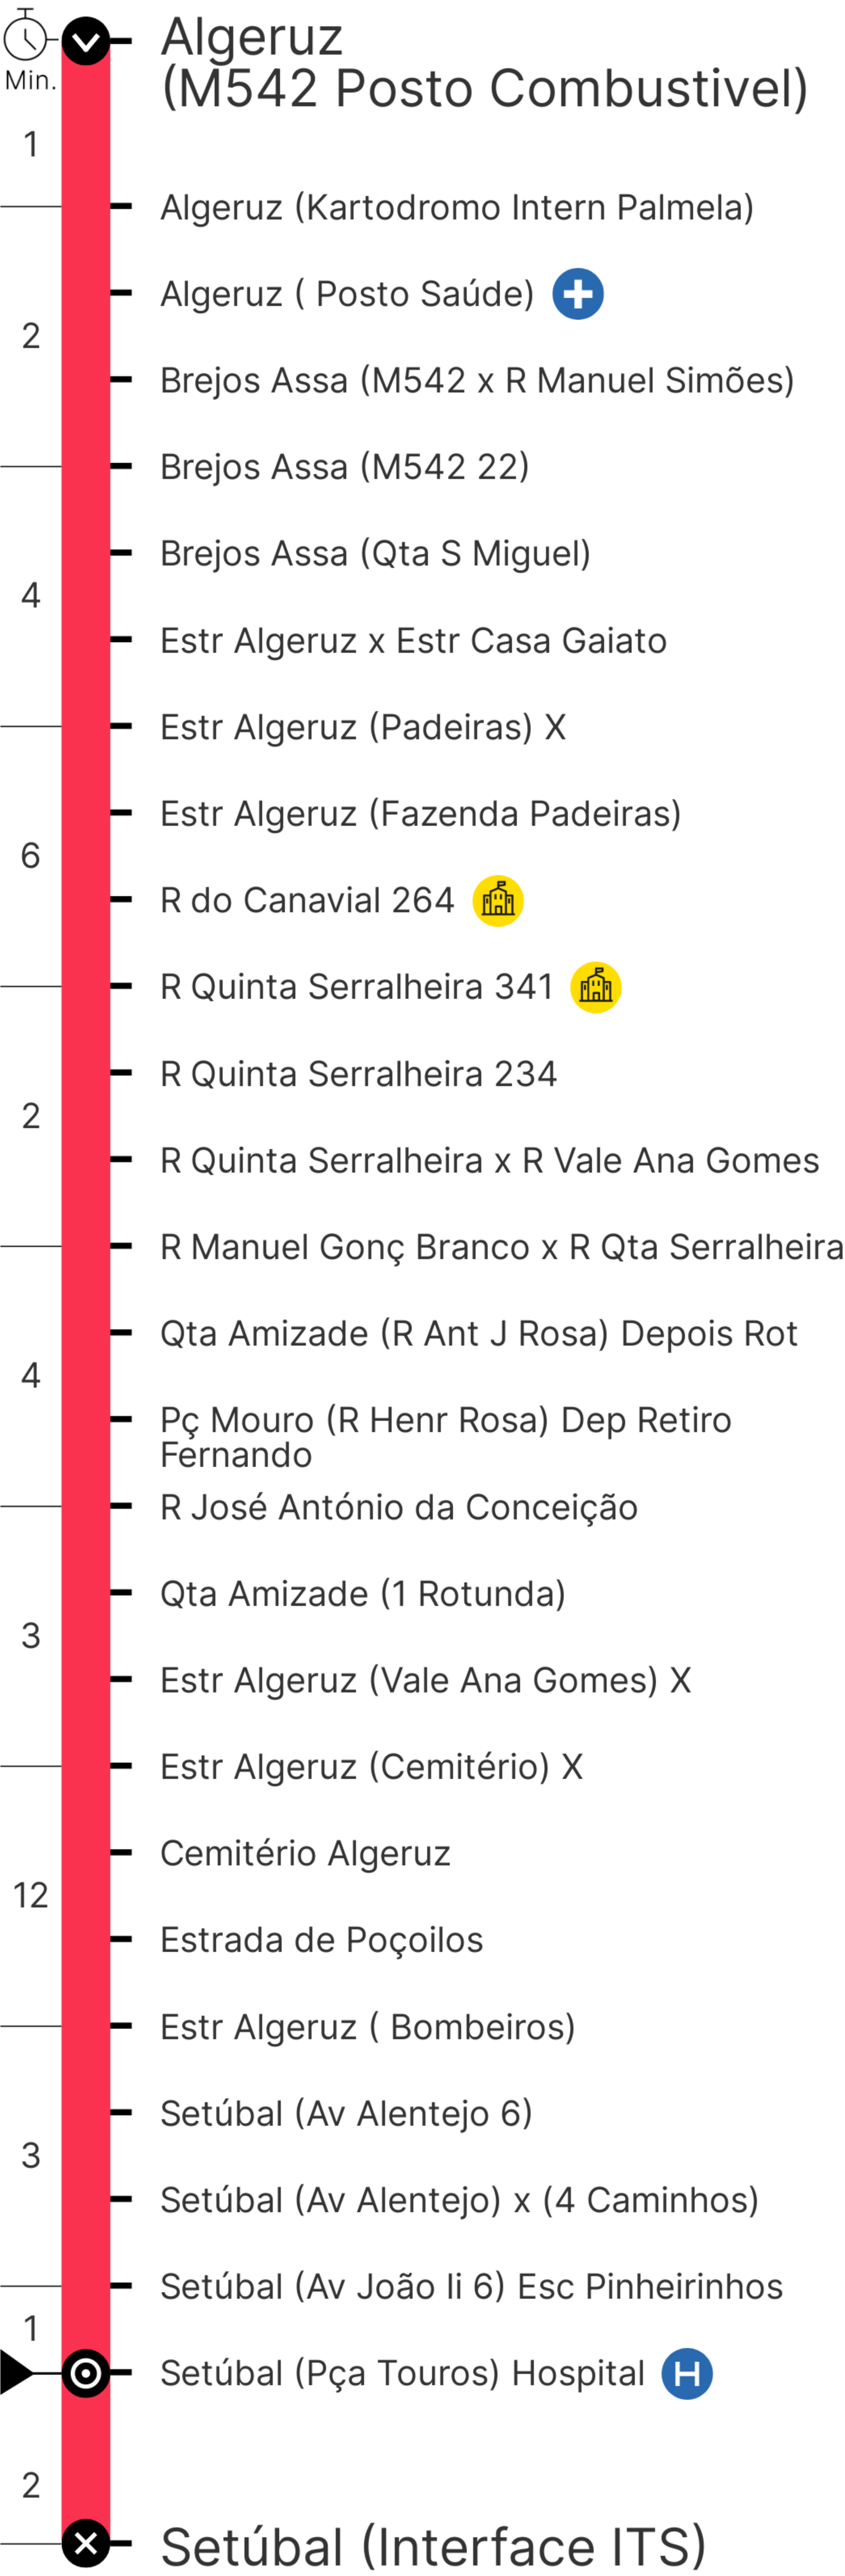 Algeruz
(M542 Posto Combustivel)
Min.
1
Algeruz (Kartodromo Intern Palmela)
Algeruz ( Posto Saúde)
2
Brejos Assa (M542 x R Manuel Simões)
Brejos Assa (M542 22)
Brejos Assa (Qta S Miguel)
4
Estr Algeruz x Estr Casa Gaiato
Estr Algeruz (Padeiras) X
Estr Algeruz (Fazenda Padeiras)
6
R do Canavial 264
R Quinta Serralheira 341
R Quinta Serralheira 234
2
R Quinta Serralheira x R Vale Ana Gomes
R Manuel Gonç Branco x R Qta Serralheira
Qta Amizade (R Ant J Rosa) Depois Rot
4
Pç Mouro (R Henr Rosa) Dep Retiro
Fernando
R José António da Conceição
Qta Amizade (1 Rotunda)
3
Estr Algeruz (Vale Ana Gomes) X
Estr Algeruz (Cemitério) X
Cemitério Algeruz
12
Estrada de Poçoilos
Estr Algeruz ( Bombeiros)
Setúbal (Av Alentejo 6)
3
Setúbal (Av Alentejo) x (4 Caminhos)
Setúbal (Av João Ii 6) Esc Pinheirinhos
1
Setúbal (Pça Touros) Hospital H
2
Setúbal (Interface ITS)